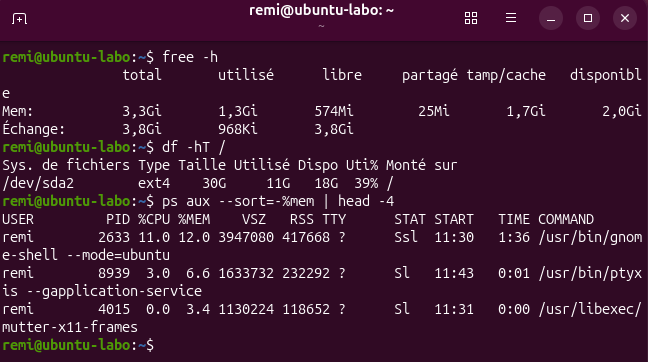 remi@ubuntu-labo: ~
~
remi@ubuntu-labo:~$ free -h
               total       utilisé      libre     partagé tamp/cache   disponibl
e
Mem:           3,3Gi       1,3Gi       574Mi        25Mi       1,7Gi       2,0Gi
Échange:       3,8Gi       968Ki       3,8Gi
remi@ubuntu-labo:~$ df -hT /
Sys. de fichiers Type Taille Utilisé Dispo Uti% Monté sur
/dev/sda2        ext4    30G     11G   18G  39% /
remi@ubuntu-labo:~$ ps aux --sort=-%mem | head -4
USER         PID %CPU %MEM    VSZ   RSS TTY      STAT START   TIME COMMAND
remi        2633 11.0 12.0 3947080 417668 ?      Ssl  11:30   1:36 /usr/bin/gnom
e-shell --mode=ubuntu
remi        8939  3.0  6.6 1633732 232292 ?      Sl   11:43   0:01 /usr/bin/ptyx
is --gapplication-service
remi        4015  0.0  3.4 1130224 118652 ?      Sl   11:31   0:00 /usr/libexec/
mutter-x11-frames
remi@ubuntu-labo:~$